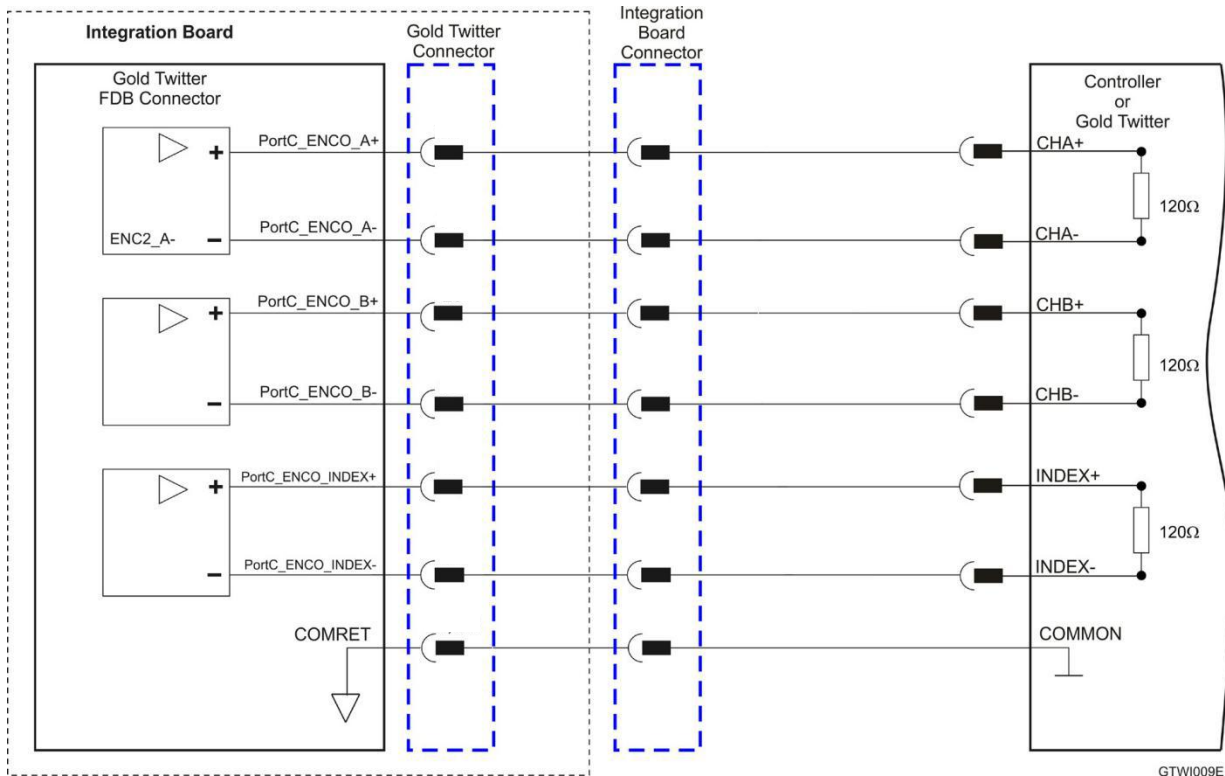 Integration Board
Gold Twitter
Connector
Integration
Board
Connector
Gold Twitter
FDB Connector
Controller
or
Gold Twitter
+
PortC_ENCO_A+
CHA+
120Ω
ENC2_A-
−
PortC_ENCO_A-
CHA-
+
PortC_ENCO_B+
CHB+
120Ω
−
PortC_ENCO_B-
CHB-
+
PortC_ENCO_INDEX+
INDEX+
120Ω
−
PortC_ENCO_INDEX-
INDEX-
COMRET
COMMON
GTWI009E